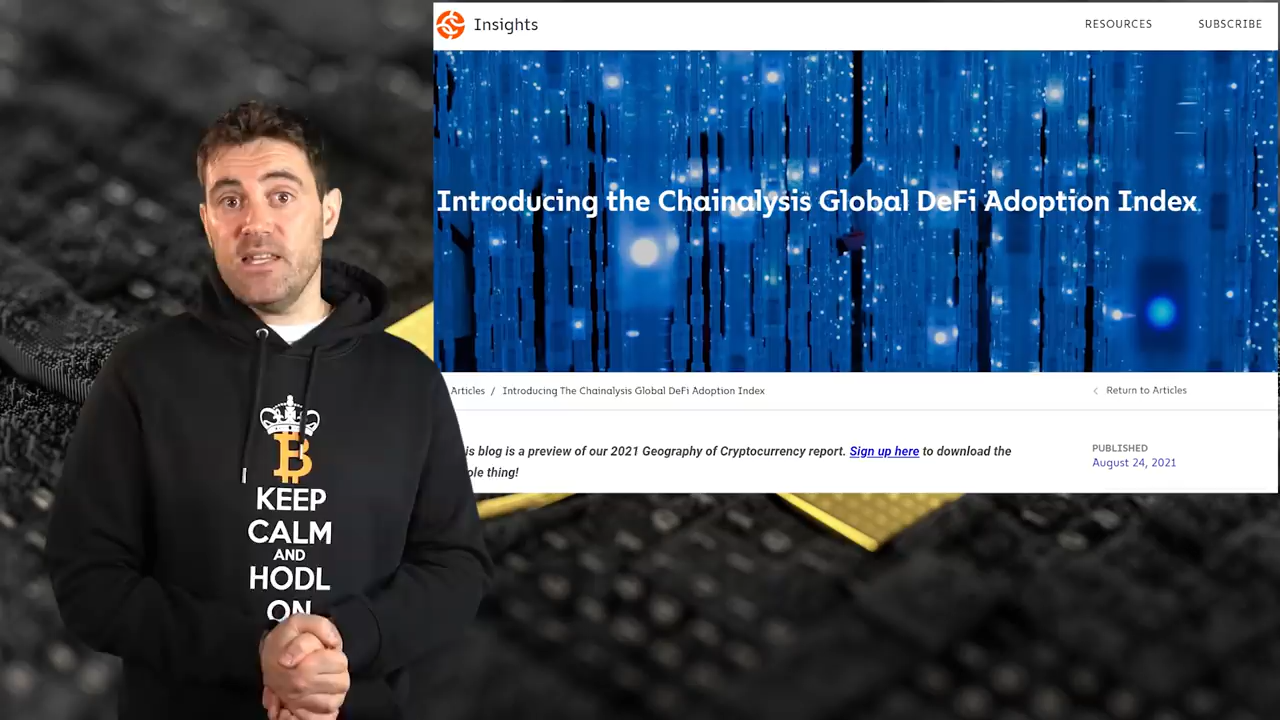 Insights
RESOURCES
SUBSCRIBE
Introducing the Chainalysis Global DeFi Adoption Index
Articles / Introducing The Chainalysis Global DeFi Adoption Index
< Return to Articles
is blog is a preview of our 2021 Geography of Cryptocurrency report. Sign up here to download the
ole thing!
PUBLISHED
August 24, 2021
KEEP
CALM
AND
HODL
ON